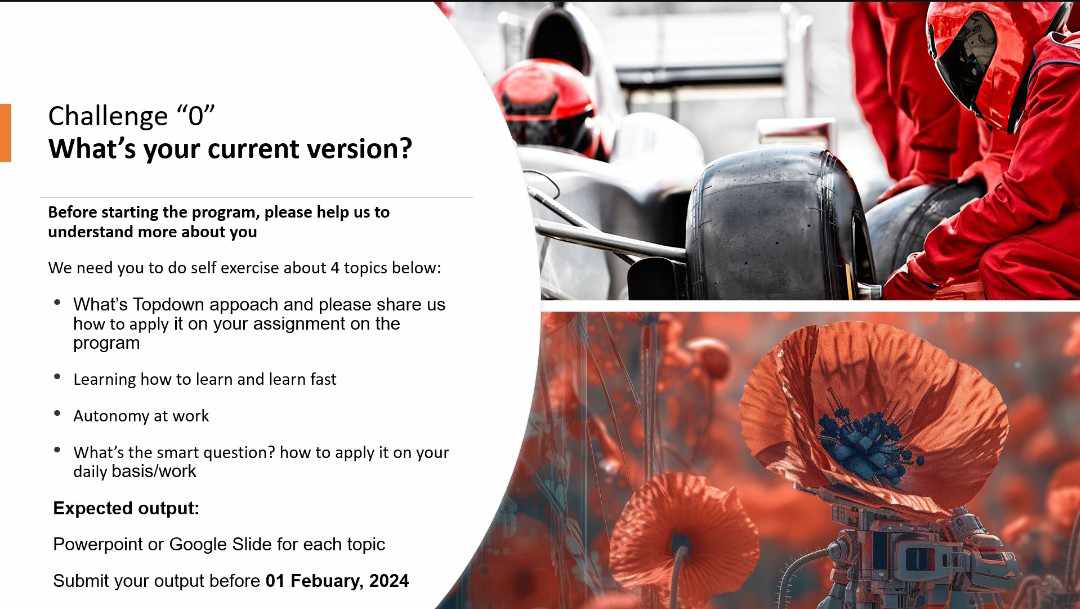 Challenge “0”
What’s your current version?
Before starting the program, please help us to
understand more about you
We need you to do self exercise about 4 topics below:
• What’s Topdown appoach and please share us
how to apply it on your assignment on the
program
• Learning how to learn and learn fast
• Autonomy at work
• What’s the smart question? how to apply it on your
daily basis/work
Expected output:
Powerpoint or Google Slide for each topic
Submit your output before 01 Febuary, 2024